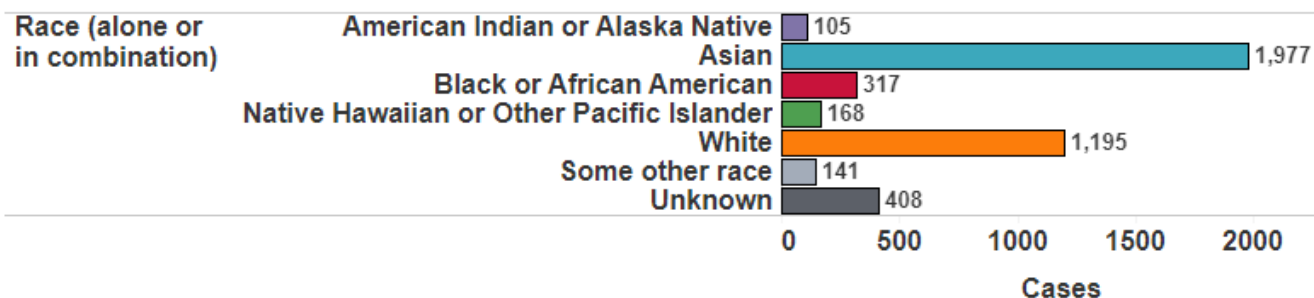 Race (alone or
in combination)
American Indian or Alaska Native 105
Asian 1,977
Black or African American 317
Native Hawaiian or Other Pacific Islander 168
White 1,195
Some other race 141
Unknown 408
0 500 1000 1500 2000
Cases